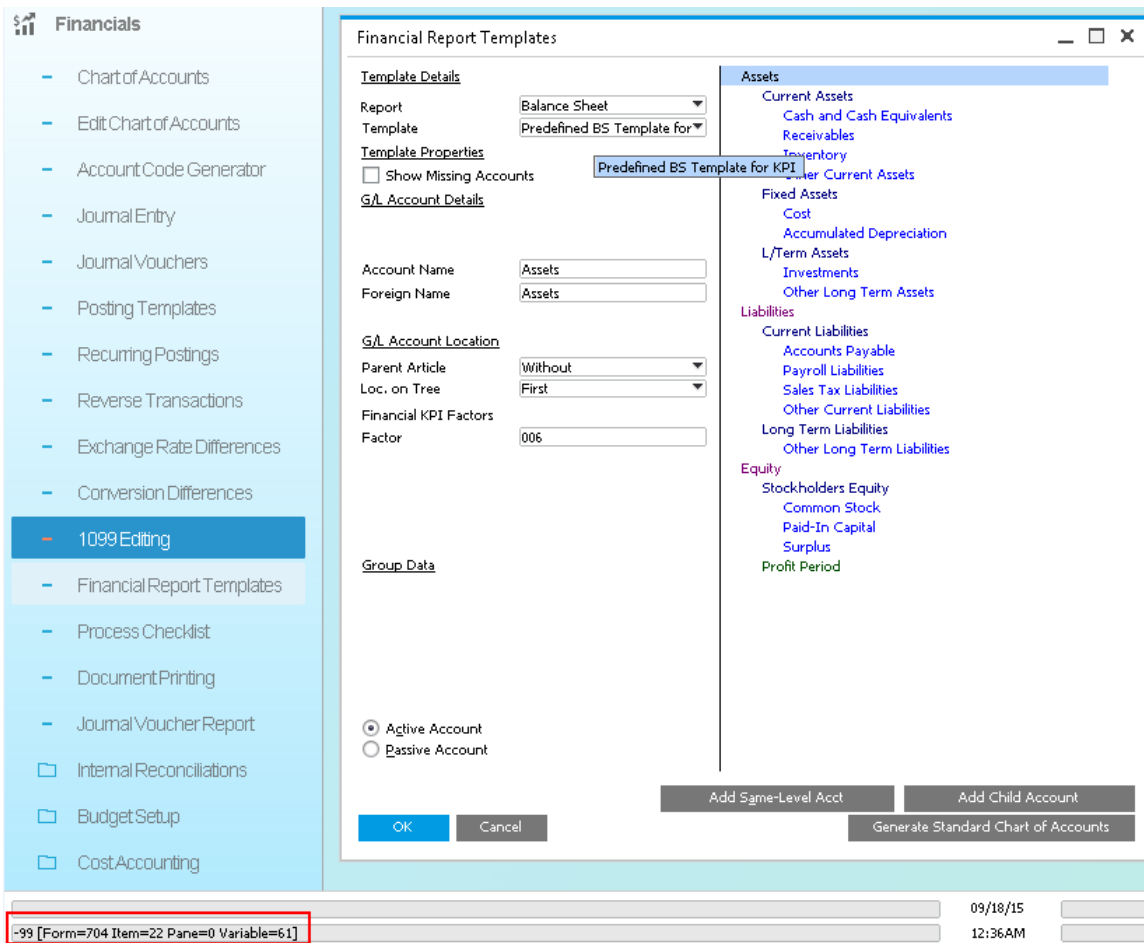 Financials
Chart of Accounts
Edit Chart of Accounts
Account Code Generator
Journal Entry
Journal Vouchers
Posting Templates
Recurring Postings
Reverse Transactions
Exchange Rate Differences
Conversion Differences
1099 Editing
Financial Report Templates
Process Checklist
Document Printing
Journal Voucher Report
Internal Reconciliations
Budget Setup
Cost Accounting
Financial Report Templates
Template Details
Report Balance Sheet
Template Predefined BS Template for
Template Properties
Predefined BS Template for KPI
Show Missing Accounts
G/L Account Details
Account Name Assets
Foreign Name Assets
G/L Account Location
Parent Article Without
Loc. on Tree First
Financial KPI Factors
Factor 006
Group Data
Active Account
Passive Account
Assets
Current Assets
Cash and Cash Equivalents
Receivables
Inventory
Other Current Assets
Fixed Assets
Cost
Accumulated Depreciation
L/Term Assets
Investments
Other Long Term Assets
Liabilities
Current Liabilities
Accounts Payable
Payroll Liabilities
Sales Tax Liabilities
Other Current Liabilities
Long Term Liabilities
Other Long Term Liabilities
Equity
Stockholders Equity
Common Stock
Paid-In Capital
Surplus
Profit Period
Add Same-Level Acct Add Child Account
OK Cancel Generate Standard Chart of Accounts
09/18/15
-99 [Form=704 Item=22 Pane=0 Variable=61] 12:36AM